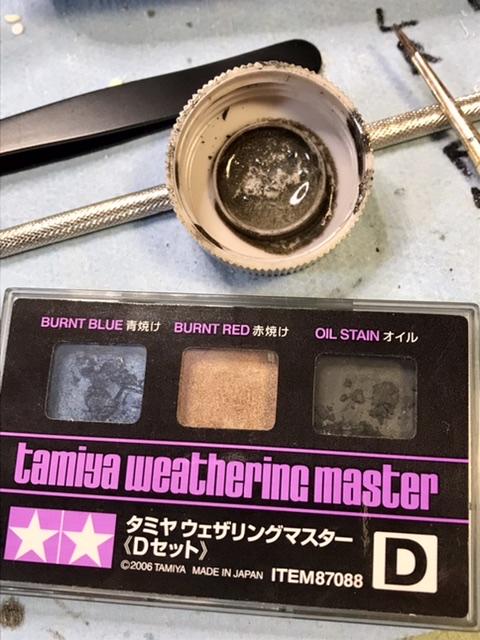 BURNT BLUE 青焼け BURNT RED 赤焼け OIL STAIN オイル
tamiya weathering master
タミヤ ウェザリングマスター
《Dセット》
©2006 TAMIYA MADE IN JAPAN ITEM87088
D